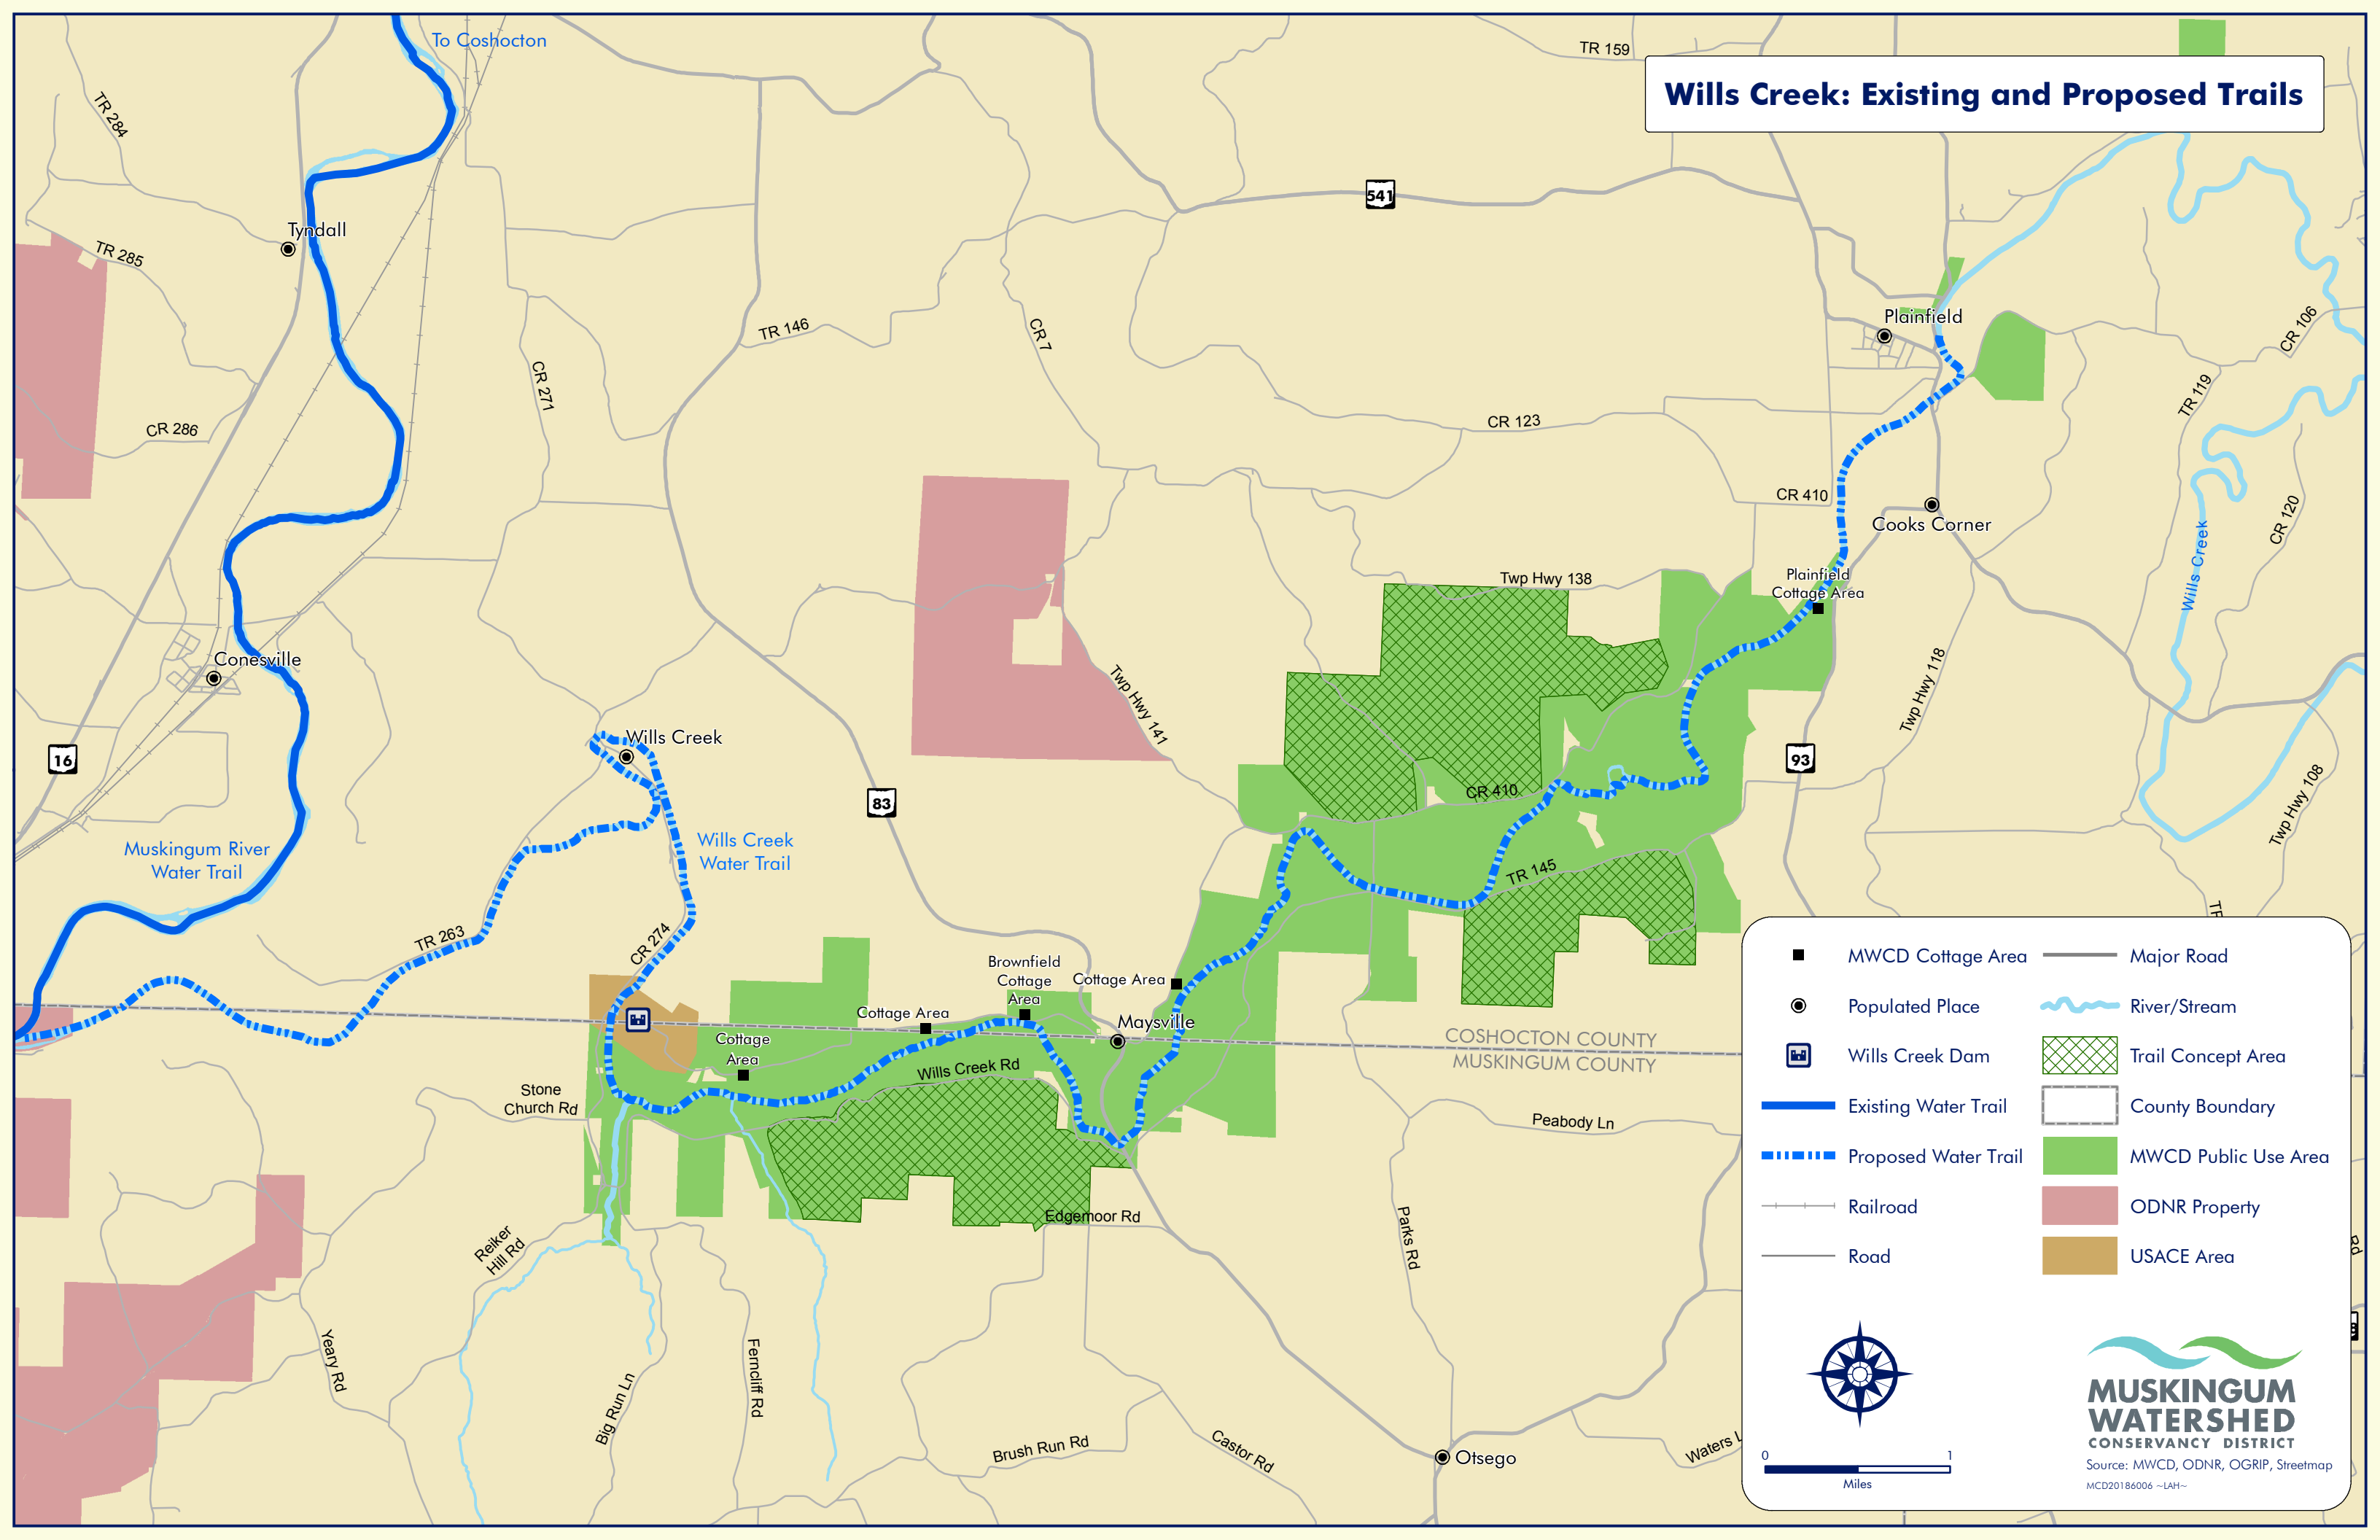 To Coshocton
TR 159
Wills Creek: Existing and Proposed Trails
TR 284
541
Tyndall
TR 285
TR 146
CR 7
Plainfield
CR 106
CR 271
TR 119
CR 286
CR 123
CR 410
Cooks Corner
CR 120
Wills Creek
Twp Hwy 138
Plainfield
Cottage Area
Conesville
Twp Hwy 141
Twp Hwy 118
Wills Creek
16
93
83
CR 410
Twp Hwy 108
Muskingum River
Water Trail
Wills Creek
Water Trail
TR 145
TR
TR 263
CR 274
Brownfield
Cottage
Area
Cottage Area
Cottage Area
Maysville
Cottage
Area
COSHOCTON COUNTY
MUSKINGUM COUNTY
Wills Creek Rd
Stone
Church Rd
Peabody Ln
Edgemoor Rd
Parks Rd
Reiker
Hill Rd
Rd
Yeary Rd
Big Run Ln
Ferncliff Rd
Brush Run Rd
Castor Rd
Otsego
Waters L
MWCD Cottage Area
Populated Place
Wills Creek Dam
Existing Water Trail
Proposed Water Trail
Railroad
Road
Major Road
River/Stream
Trail Concept Area
County Boundary
MWCD Public Use Area
ODNR Property
USACE Area
0 1
Miles
MUSKINGUM
WATERSHED
CONSERVANCY DISTRICT
Source: MWCD, ODNR, OGRIP, Streetmap
MCD20186006 ~LAH~